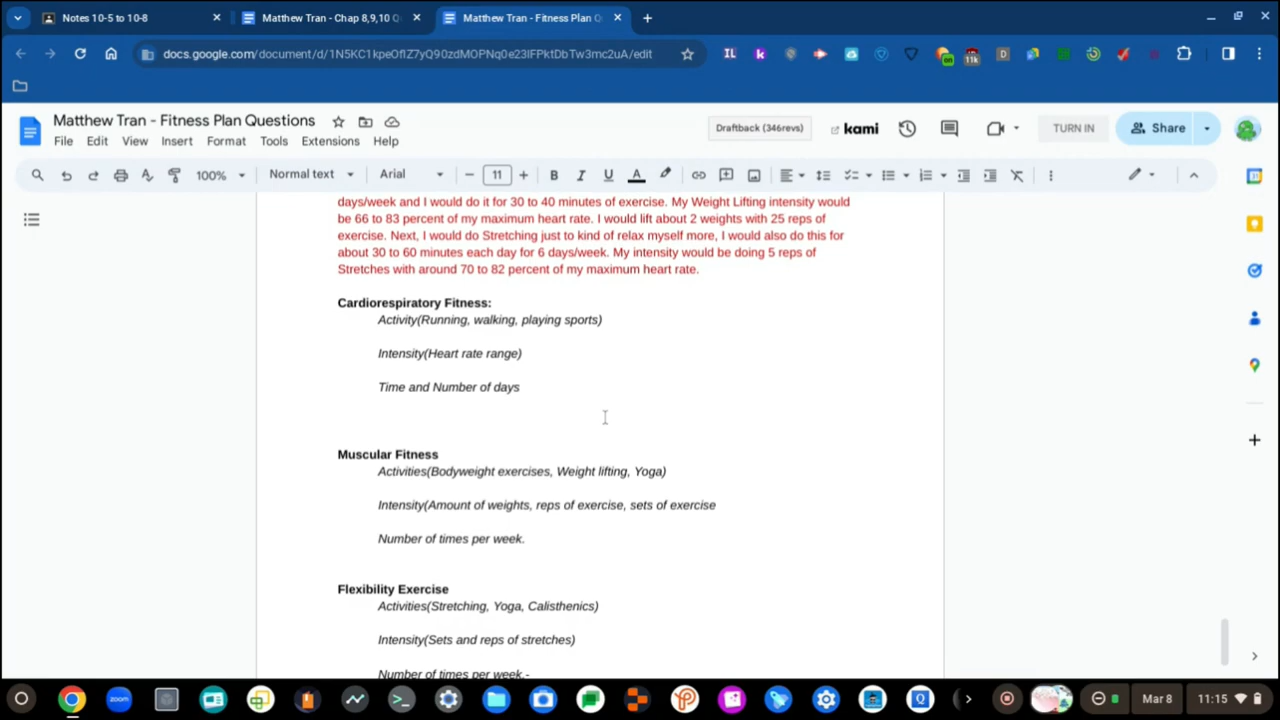 Notes 10-5 to 10-8
Matthew Tran - Chap 8,9,10 Q
Matthew Tran - Fitness Plan Q
docs.google.com/document/d/1N5KC1kpeOflZ7yQ90zdMOPNq0e23IFPktDbTw3mc2uA/edit
Matthew Tran - Fitness Plan Questions
Draftback (346revs)
kami
TURN IN
Share
File Edit View Insert Format Tools Extensions Help
100% Normal text Arial 11
days/week and I would do it for 30 to 40 minutes of exercise. My Weight Lifting intensity would
be 66 to 83 percent of my maximum heart rate. I would lift about 2 weights with 25 reps of
exercise. Next, I would do Stretching just to kind of relax myself more, I would also do this for
about 30 to 60 minutes each day for 6 days/week. My intensity would be doing 5 reps of
Stretches with around 70 to 82 percent of my maximum heart rate.
Cardiorespiratory Fitness:
Activity(Running, walking, playing sports)
Intensity(Heart rate range)
Time and Number of days
Muscular Fitness
Activities(Bodyweight exercises, Weight lifting, Yoga)
Intensity(Amount of weights, reps of exercise, sets of exercise
Number of times per week.
Flexibility Exercise
Activities(Stretching, Yoga, Calisthenics)
Intensity(Sets and reps of stretches)
Number of times per week.-
zoom
Mar 8
11:15